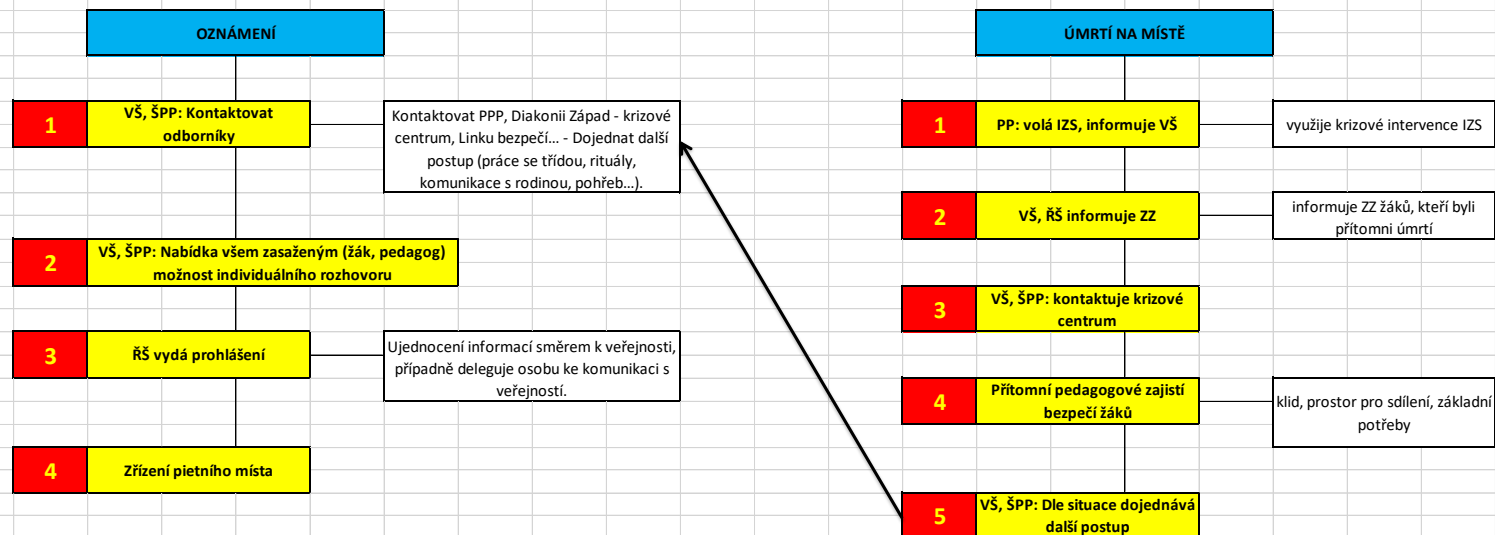 OZNÁMENÍ
1
VŠ, ŠPP: Kontaktovat
odborníky
Kontaktovat PPP, Diakonii Západ - krizové
centrum, Linku bezpečí... - Dojednat další
postup (práce se třídou, rituály,
komunikace s rodinou, pohřeb...).
2
VŠ, ŠPP: Nabídka všem zasaženým (žák, pedagog)
možnost individuálního rozhovoru
3
ŘŠ vydá prohlášení
Ujednocení informací směrem k veřejnosti,
případně deleguje osobu ke komunikaci s
veřejností.
4
Zřízení pietního místa
ÚMRTÍ NA MÍSTĚ
1
PP: volá IZS, informuje VŠ
využije krizové intervence IZS
2
VŠ, ŘŠ informuje ZZ
informuje ZZ žáků, kteří byli
přítomni úmrtí
3
VŠ, ŠPP: kontaktuje krizové
centrum
4
Přítomní pedagogové zajistí
bezpečí žáků
klid, prostor pro sdílení, základní
potřeby
5
VŠ, ŠPP: Dle situace dojednává
další postup